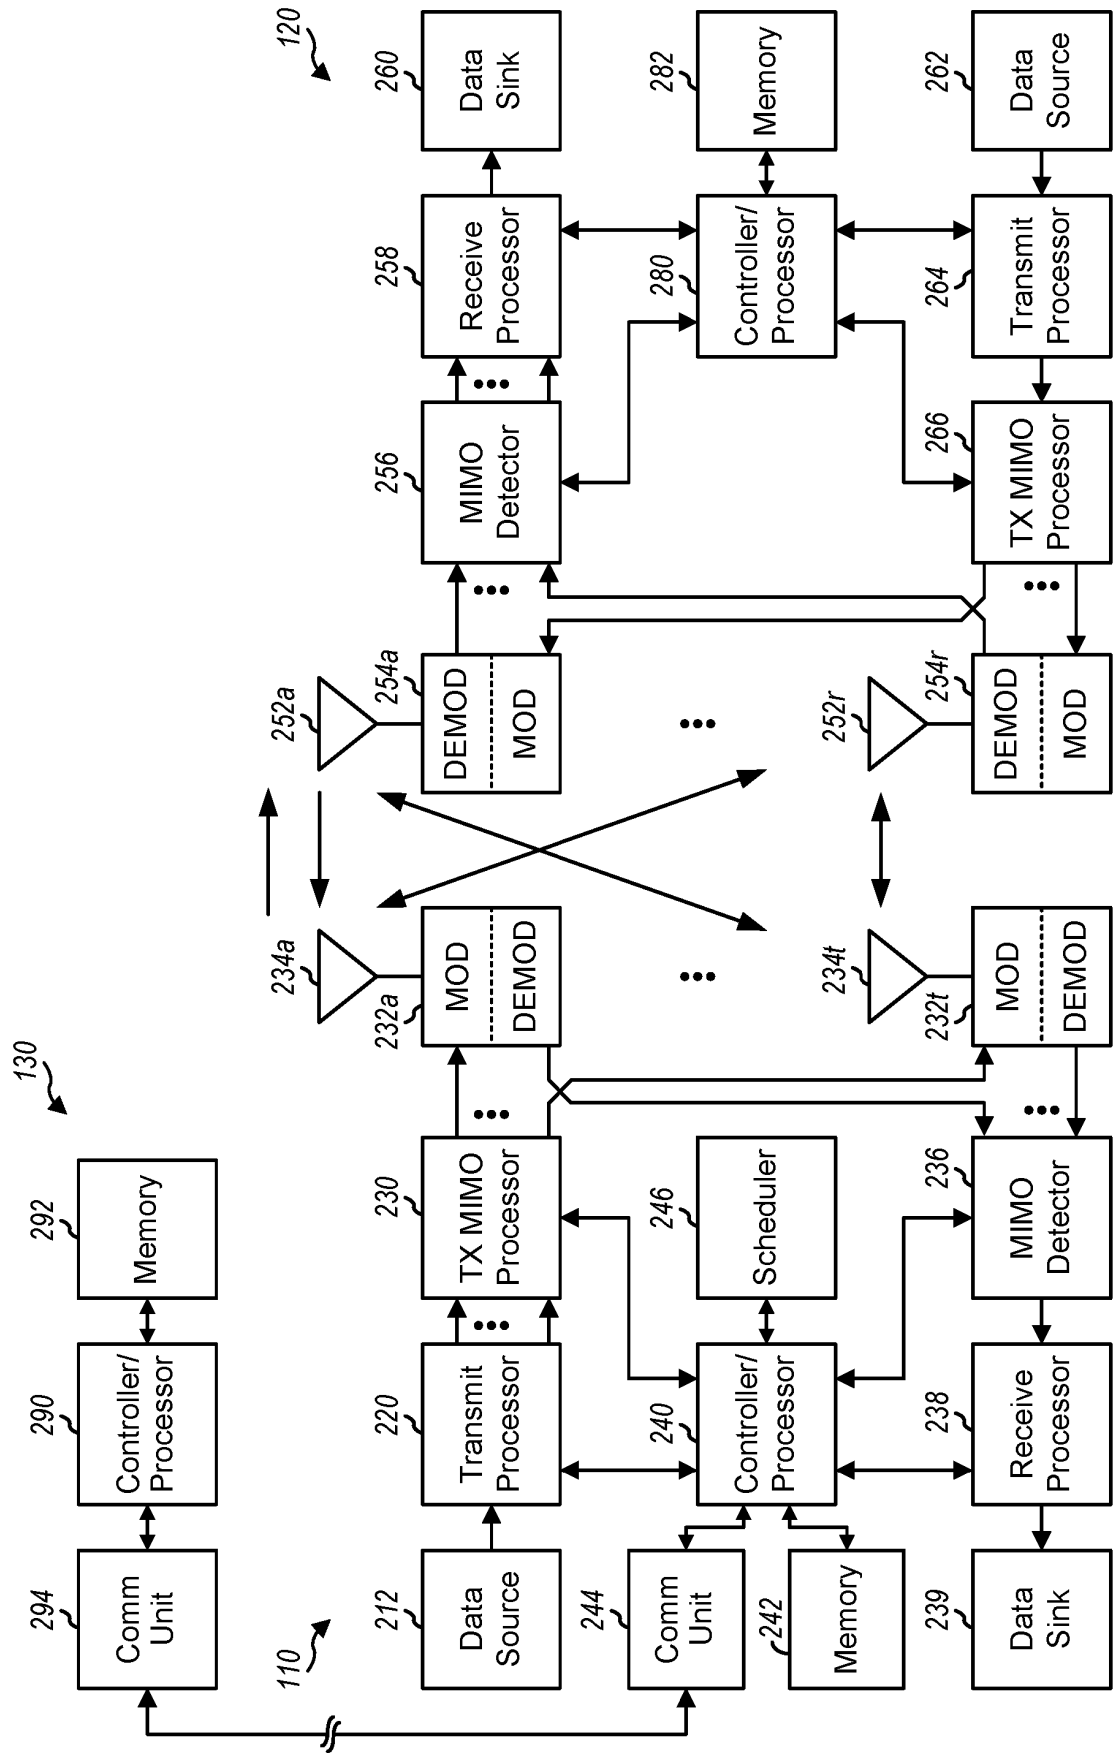 130
294
290
292
Comm
Unit
Controller/
Processor
Memory
110
234a
252a
120
212
220
230
232a
254a
256
258
260
Data
Source
Transmit
Processor
TX MIMO
Processor
MOD
DEMOD
DEMOD
MOD
MIMO
Detector
Receive
Processor
Data
Sink
244
240
246
280
282
Comm
Unit
242
Memory
Controller/
Processor
Scheduler
Controller/
Processor
Memory
234t
252r
239
238
236
232t
254r
266
264
262
Data
Sink
Receive
Processor
MIMO
Detector
MOD
DEMOD
DEMOD
MOD
TX MIMO
Processor
Transmit
Processor
Data
Source